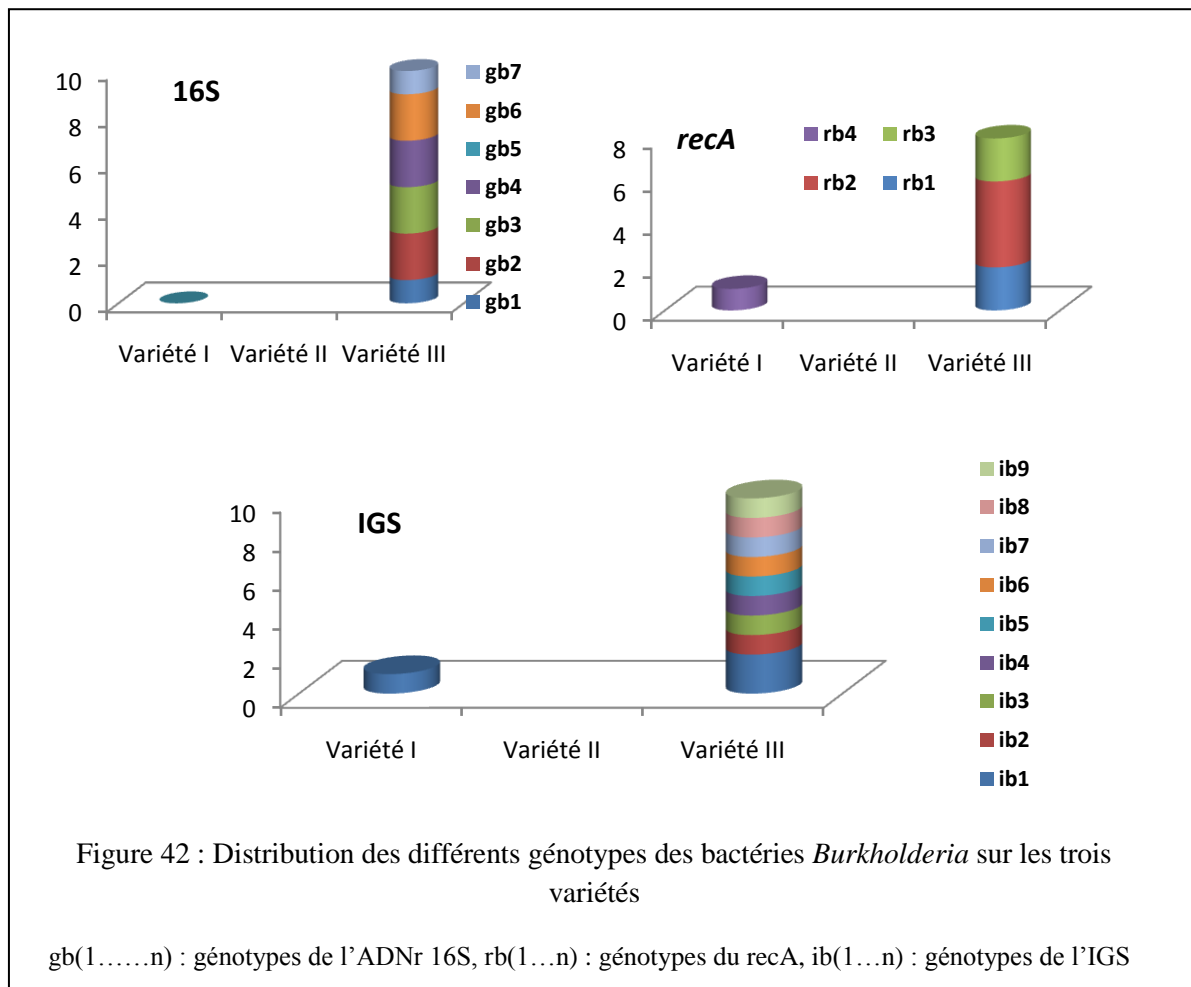 16S
10
8
6
4
2
0
Variété I Variété II Variété III
gb7
gb6
gb5
gb4
gb3
gb2
gb1
recA
8
6
4
2
0
rb4 rb3
rb2 rb1
Variété I Variété II Variété III
IGS
10
8
6
4
2
0
Variété I Variété II Variété III
ib9
ib8
ib7
ib6
ib5
ib4
ib3
ib2
ib1
Figure 42 : Distribution des différents génotypes des bactéries Burkholderia sur les trois
variétés
gb(1……n) : génotypes de l’ADNr 16S, rb(1…n) : génotypes du recA, ib(1…n) : génotypes de l’IGS